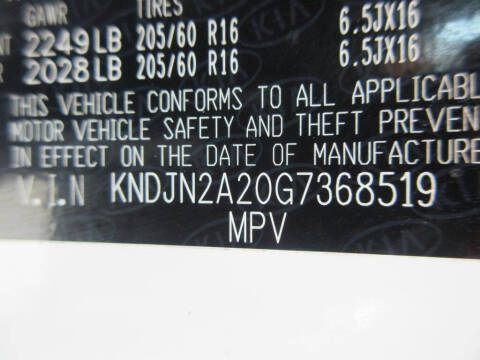 GAWR TIRES
2249 LB 205/60 R16 6.5JX16
2028 LB 205/60 R16 6.5JX16
THIS VEHICLE CONFORMS TO ALL APPLICABL
MOTOR VEHICLE SAFETY AND THEFT PREVEN
IN EFFECT ON THE DATE OF MANUFACTURE
V.I.N KNDJN2A20G7368519
MPV